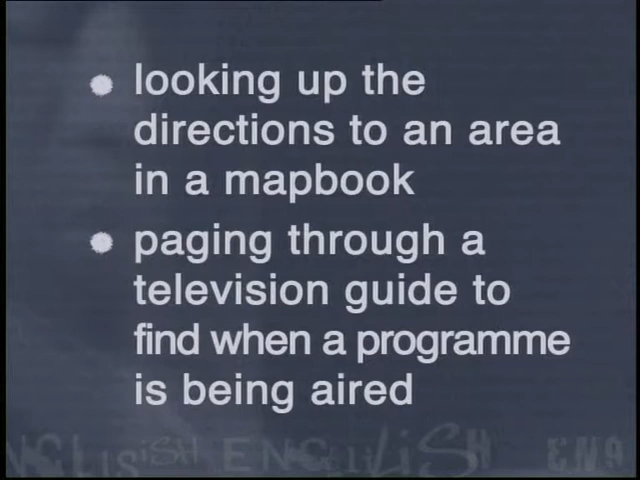 looking up the
directions to an area
in a mapbook
paging through a
television guide to
find when a programme
is being aired
ENGLISH